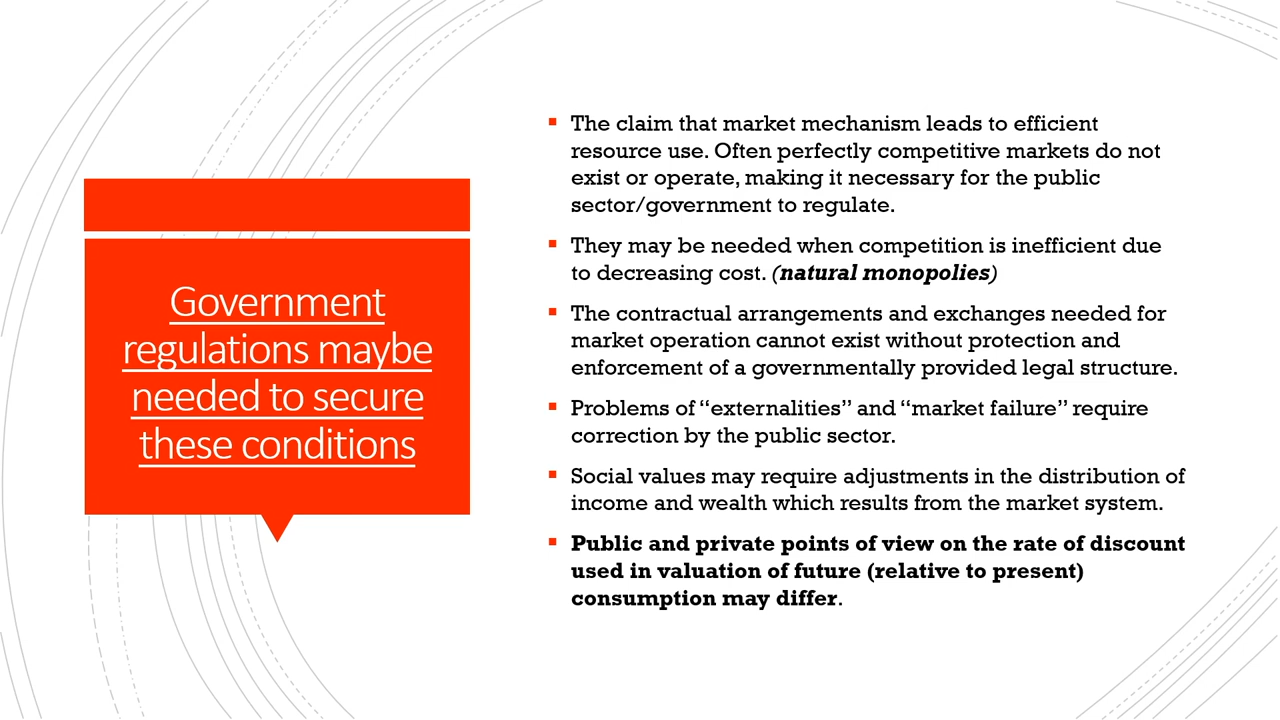 Government
regulations maybe
needed to secure
these conditions
The claim that market mechanism leads to efficient
resource use. Often perfectly competitive markets do not
exist or operate, making it necessary for the public
sector/government to regulate.
They may be needed when competition is inefficient due
to decreasing cost. (natural monopolies)
The contractual arrangements and exchanges needed for
market operation cannot exist without protection and
enforcement of a governmentally provided legal structure.
Problems of “externalities” and “market failure” require
correction by the public sector.
Social values may require adjustments in the distribution of
income and wealth which results from the market system.
Public and private points of view on the rate of discount
used in valuation of future (relative to present)
consumption may differ.